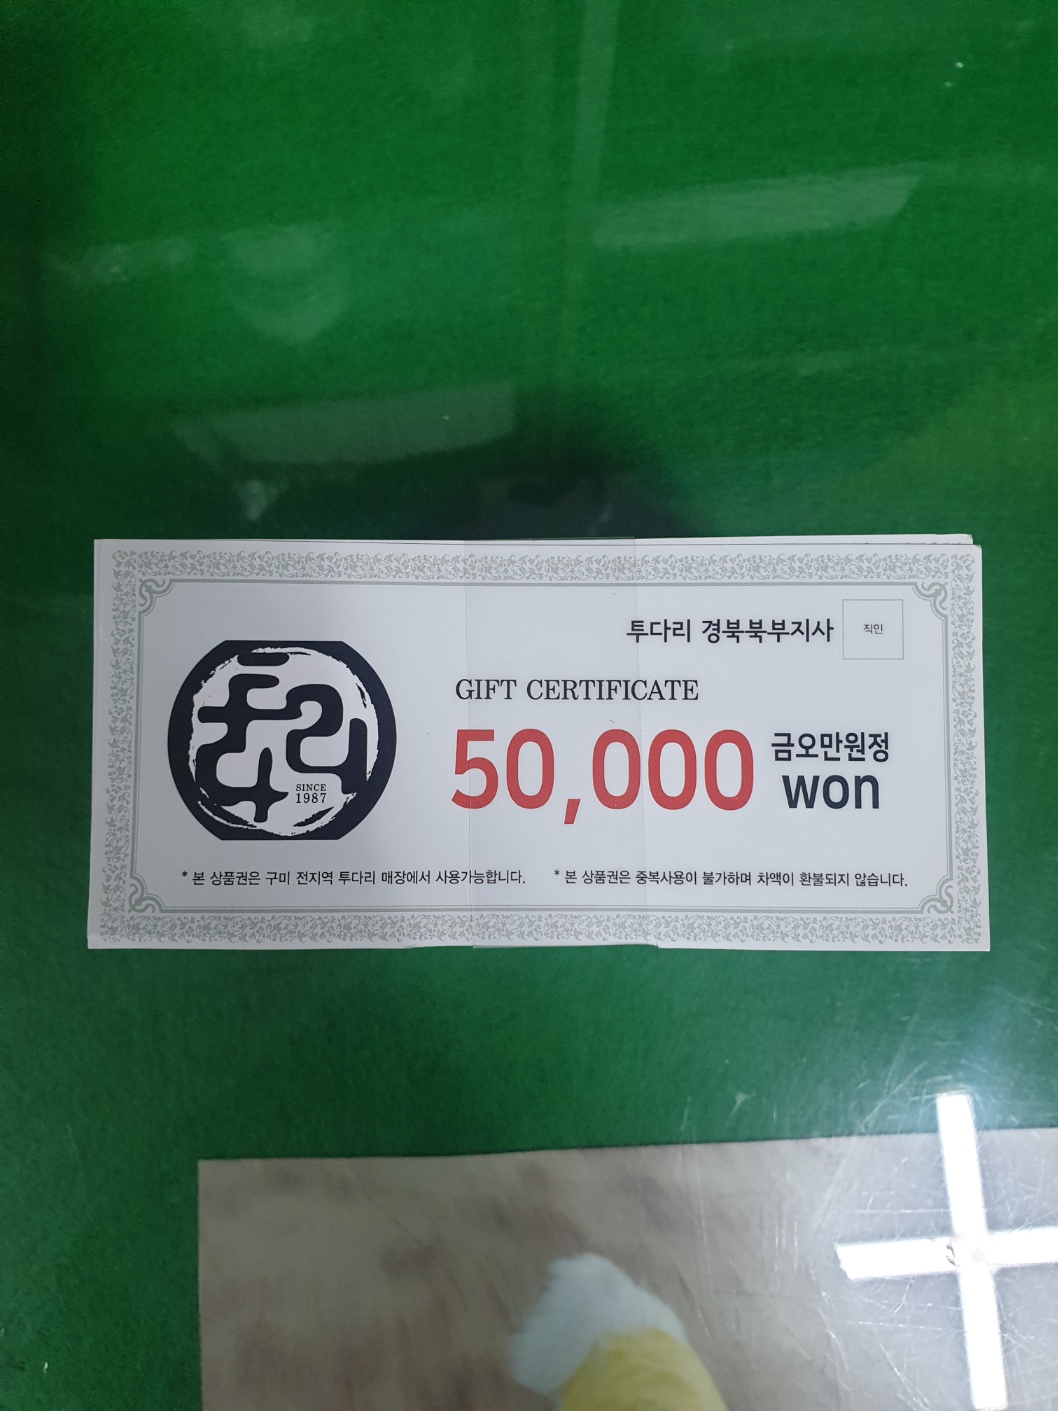 투다리 경북북부지사 직인
GIFT CERTIFICATE
50,000 금오만원정
won
투다리
SINCE
1987
* 본 상품권은 구미 전지역 투다리 매장에서 사용가능합니다. * 본 상품권은 중복사용이 불가하며 차액이 환불되지 않습니다.